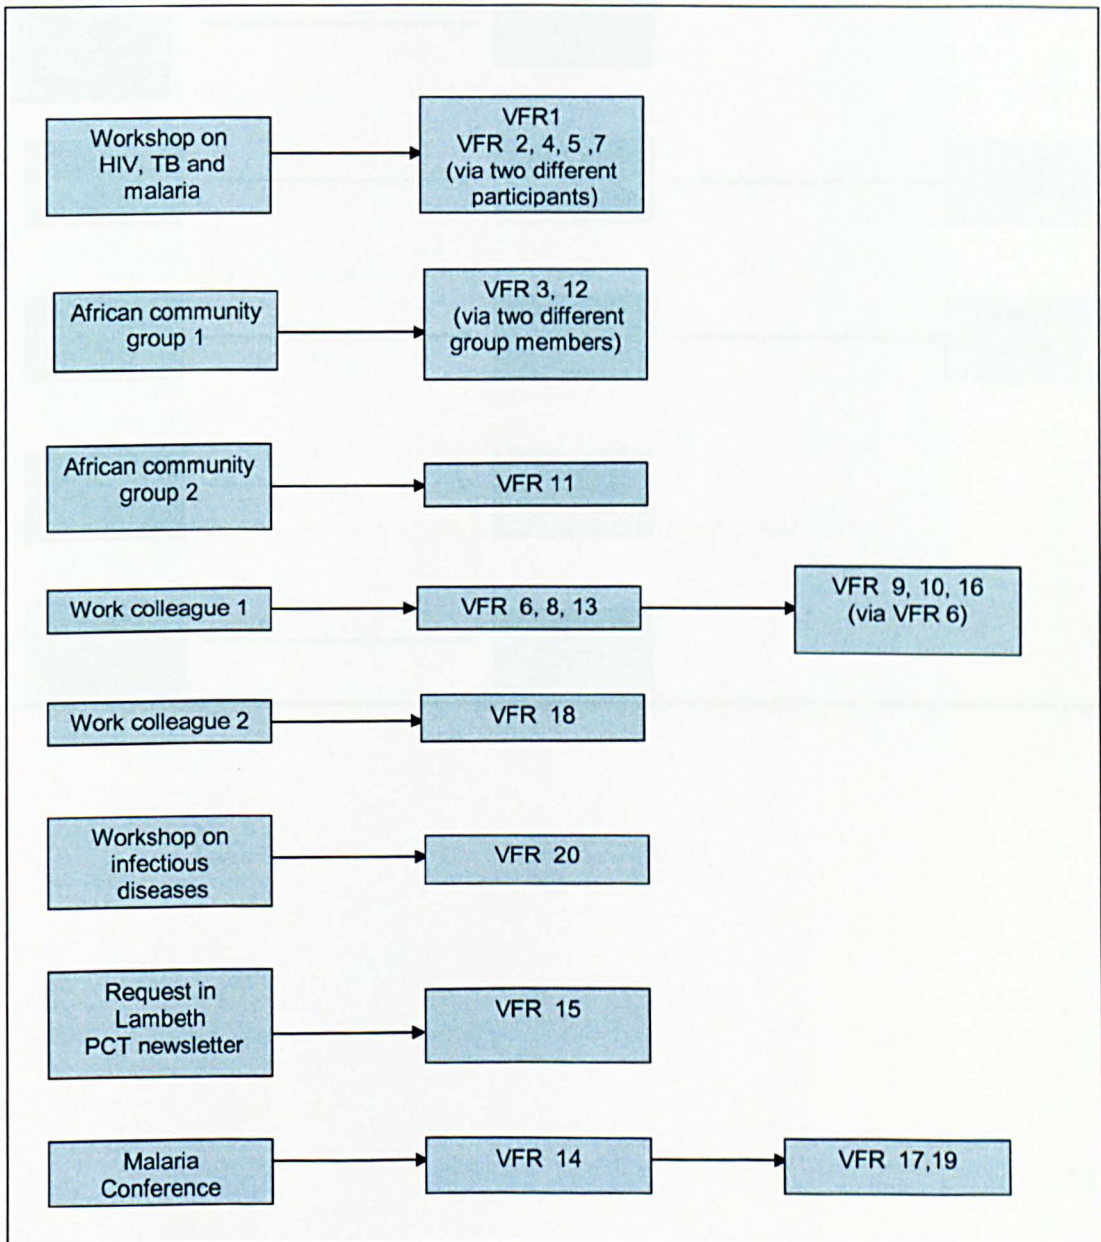 Workshop on
HIV, TB and
malaria
VFR1
VFR 2, 4, 5 ,7
(via two different
participants)
African community
group 1
VFR 3, 12
(via two different
group members)
African community
group 2
VFR 11
Work colleague 1
VFR 6, 8, 13
VFR 9, 10, 16
(via VFR 6)
Work colleague 2
VFR 18
Workshop on
infectious
diseases
VFR 20
Request in
Lambeth
PCT newsletter
VFR 15
Malaria
Conference
VFR 14
VFR 17,19